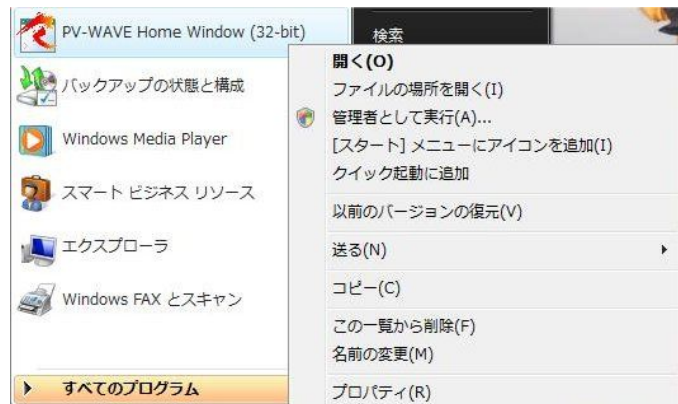 PV-WAVE Home Window (32-bit)
バックアップの状態と構成
Windows Media Player
スマート ビジネス リソース
エクスプローラ
Windows FAX とスキャン
すべてのプログラム
検索
開く(O)
ファイルの場所を開く(I)
管理者として実行(A)...
[スタート] メニューにアイコンを追加(I)
クイック起動に追加
以前のバージョンの復元(V)
送る(N)
コピー(C)
この一覧から削除(F)
名前の変更(M)
プロパティ(R)